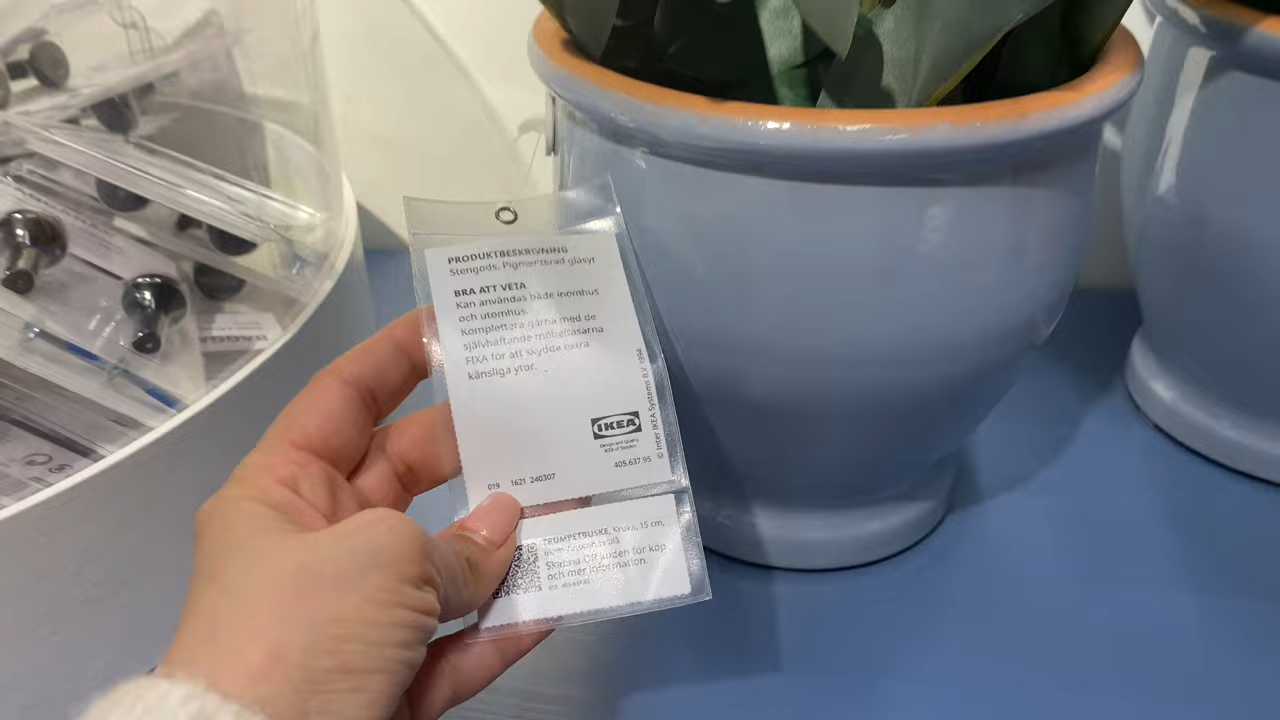 PRODUKTBESKRIVNING
Stengods, Pigmenterad glasyr
BRA ATT VETA
Kan användas både inomhus
och utomhus.
Komplettera gärna med de
självhäftande möbeltassarna
FIXA för att skydda extra
känsliga ytor.
© Inter IKEA Systems B.V. 1994
IKEA
Design and Quality
IKEA of Sweden
405.637.95
019 1621 240307
TRUMPETBUSKE, Kruka, 15 cm,
Skanna QR-koden för köp
och mer information.
BAGGA